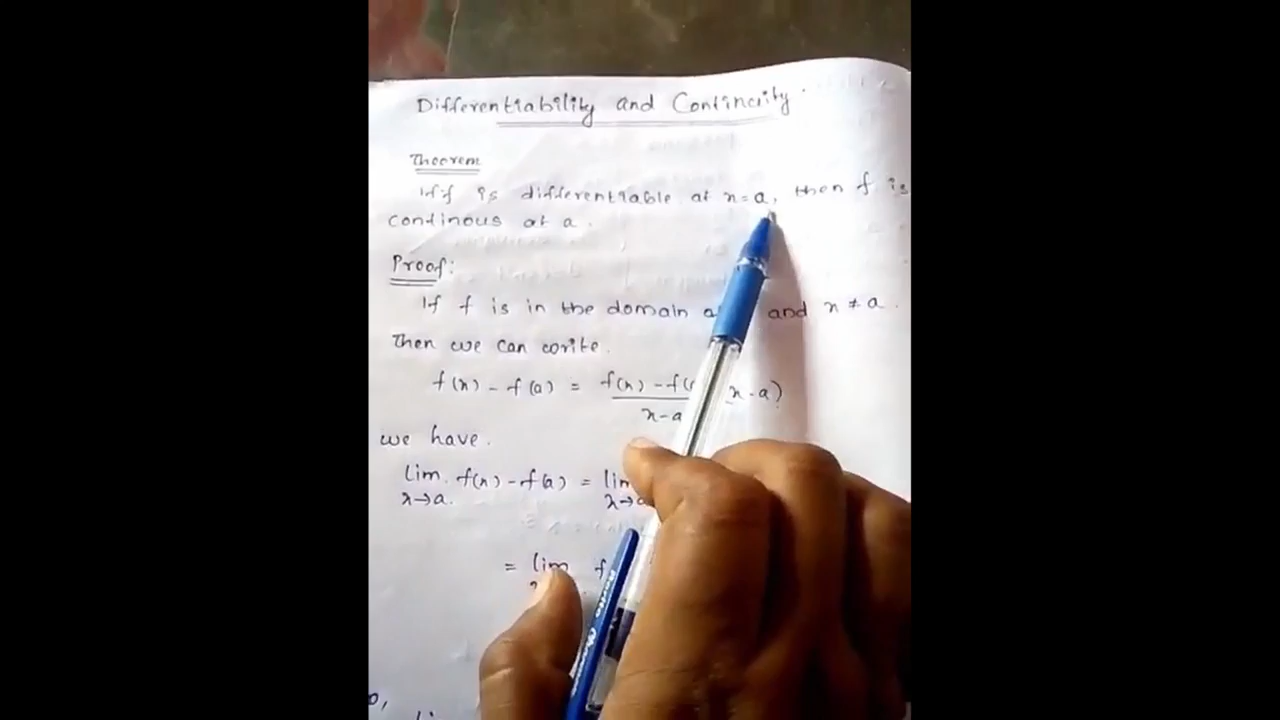 Differentiability and Continuity
Theorem
If f is differentiable at x=a, then f is
continous at a.
Proof:
If f is in the domain and x ≠ a.
Then we can write.
f(x) - f(a) = f(x) - f( x-a)
x-a
we have.
lim f(x) - f(a) = lim
x→a. x→a
= lim f